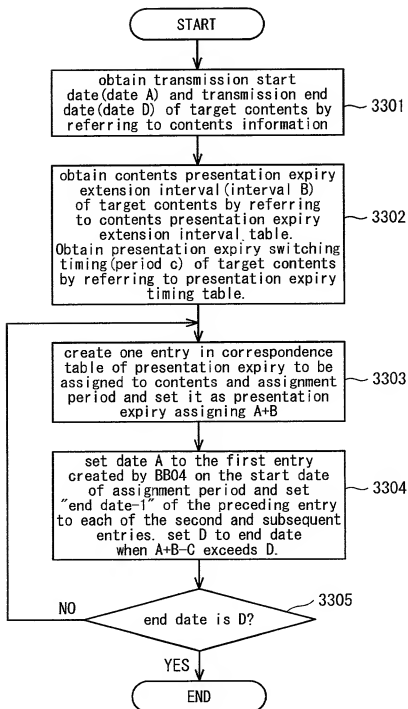 START
obtain transmission start
date(date A) and transmission end
date(date D) of target contents by
referring to contents information
3301
obtain contents presentation expiry
extension interval(interval B)
of target contents by referring
to contents presentation expiry
extension interval table.
Obtain presentation expiry switching
timing(period c) of target contents
by referring to presentation expiry
timing table.
3302
create one entry in correspondence
table of presentation expiry to be
assigned to contents and assignment
period and set it as presentation
expiry assigning A+B
3303
set date A to the first entry
created by BB04 on the start date
of assignment period and set
"end date-1" of the preceding entry
to each of the second and subsequent
entries. set D to end date
when A+B-C exceeds D.
3304
3305
NO
end date is D?
YES
END